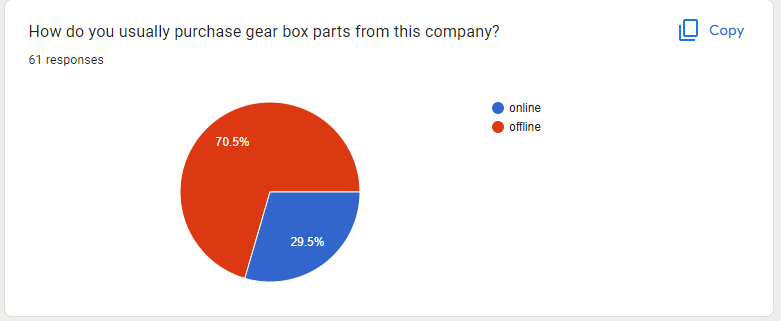 How do you usually purchase gear box parts from this company?
Copy
61 responses
online
offline
70.5%
29.5%